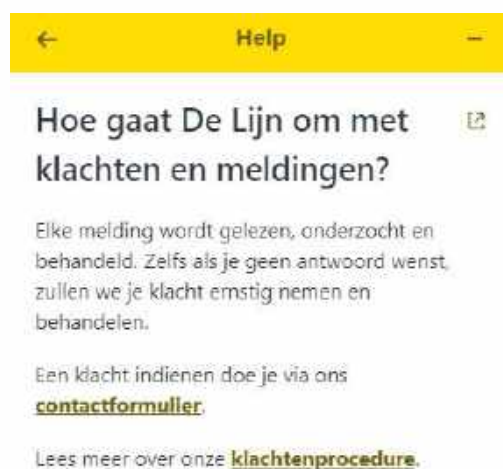 Help
Hoe gaat De Lijn om met
klachten en meldingen?
Elke melding wordt gelezen, onderzocht en
behandeld. Zelfs als je geen antwoord wenst,
zullen we je klacht ernstig nemen en
behandelen.
Een klacht indienen doe je via ons
contactformulier.
Lees meer over onze klachtenprocedure.